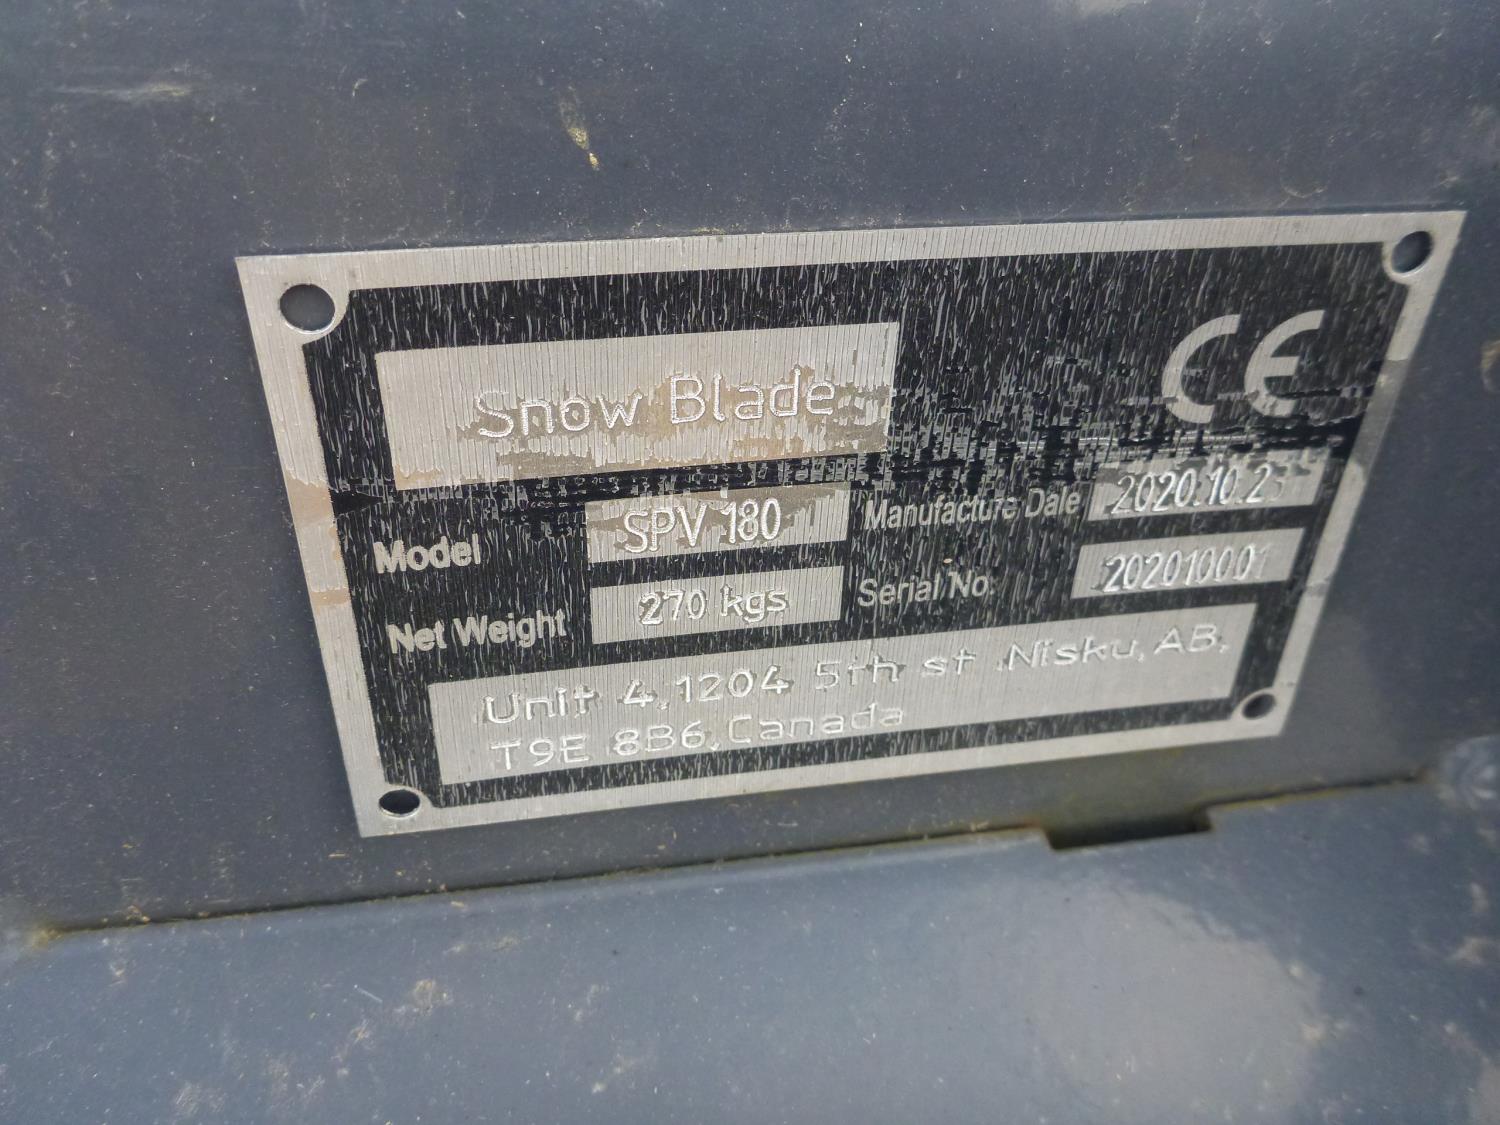 Snow Blade
CE
Model SPV 180
Manufacture Date 2020.10.23
Net Weight 270 kgs
Serial No. 202010001
Unit 4,1204 5th st .Nisku, AB,
T9E 8B6,Canada